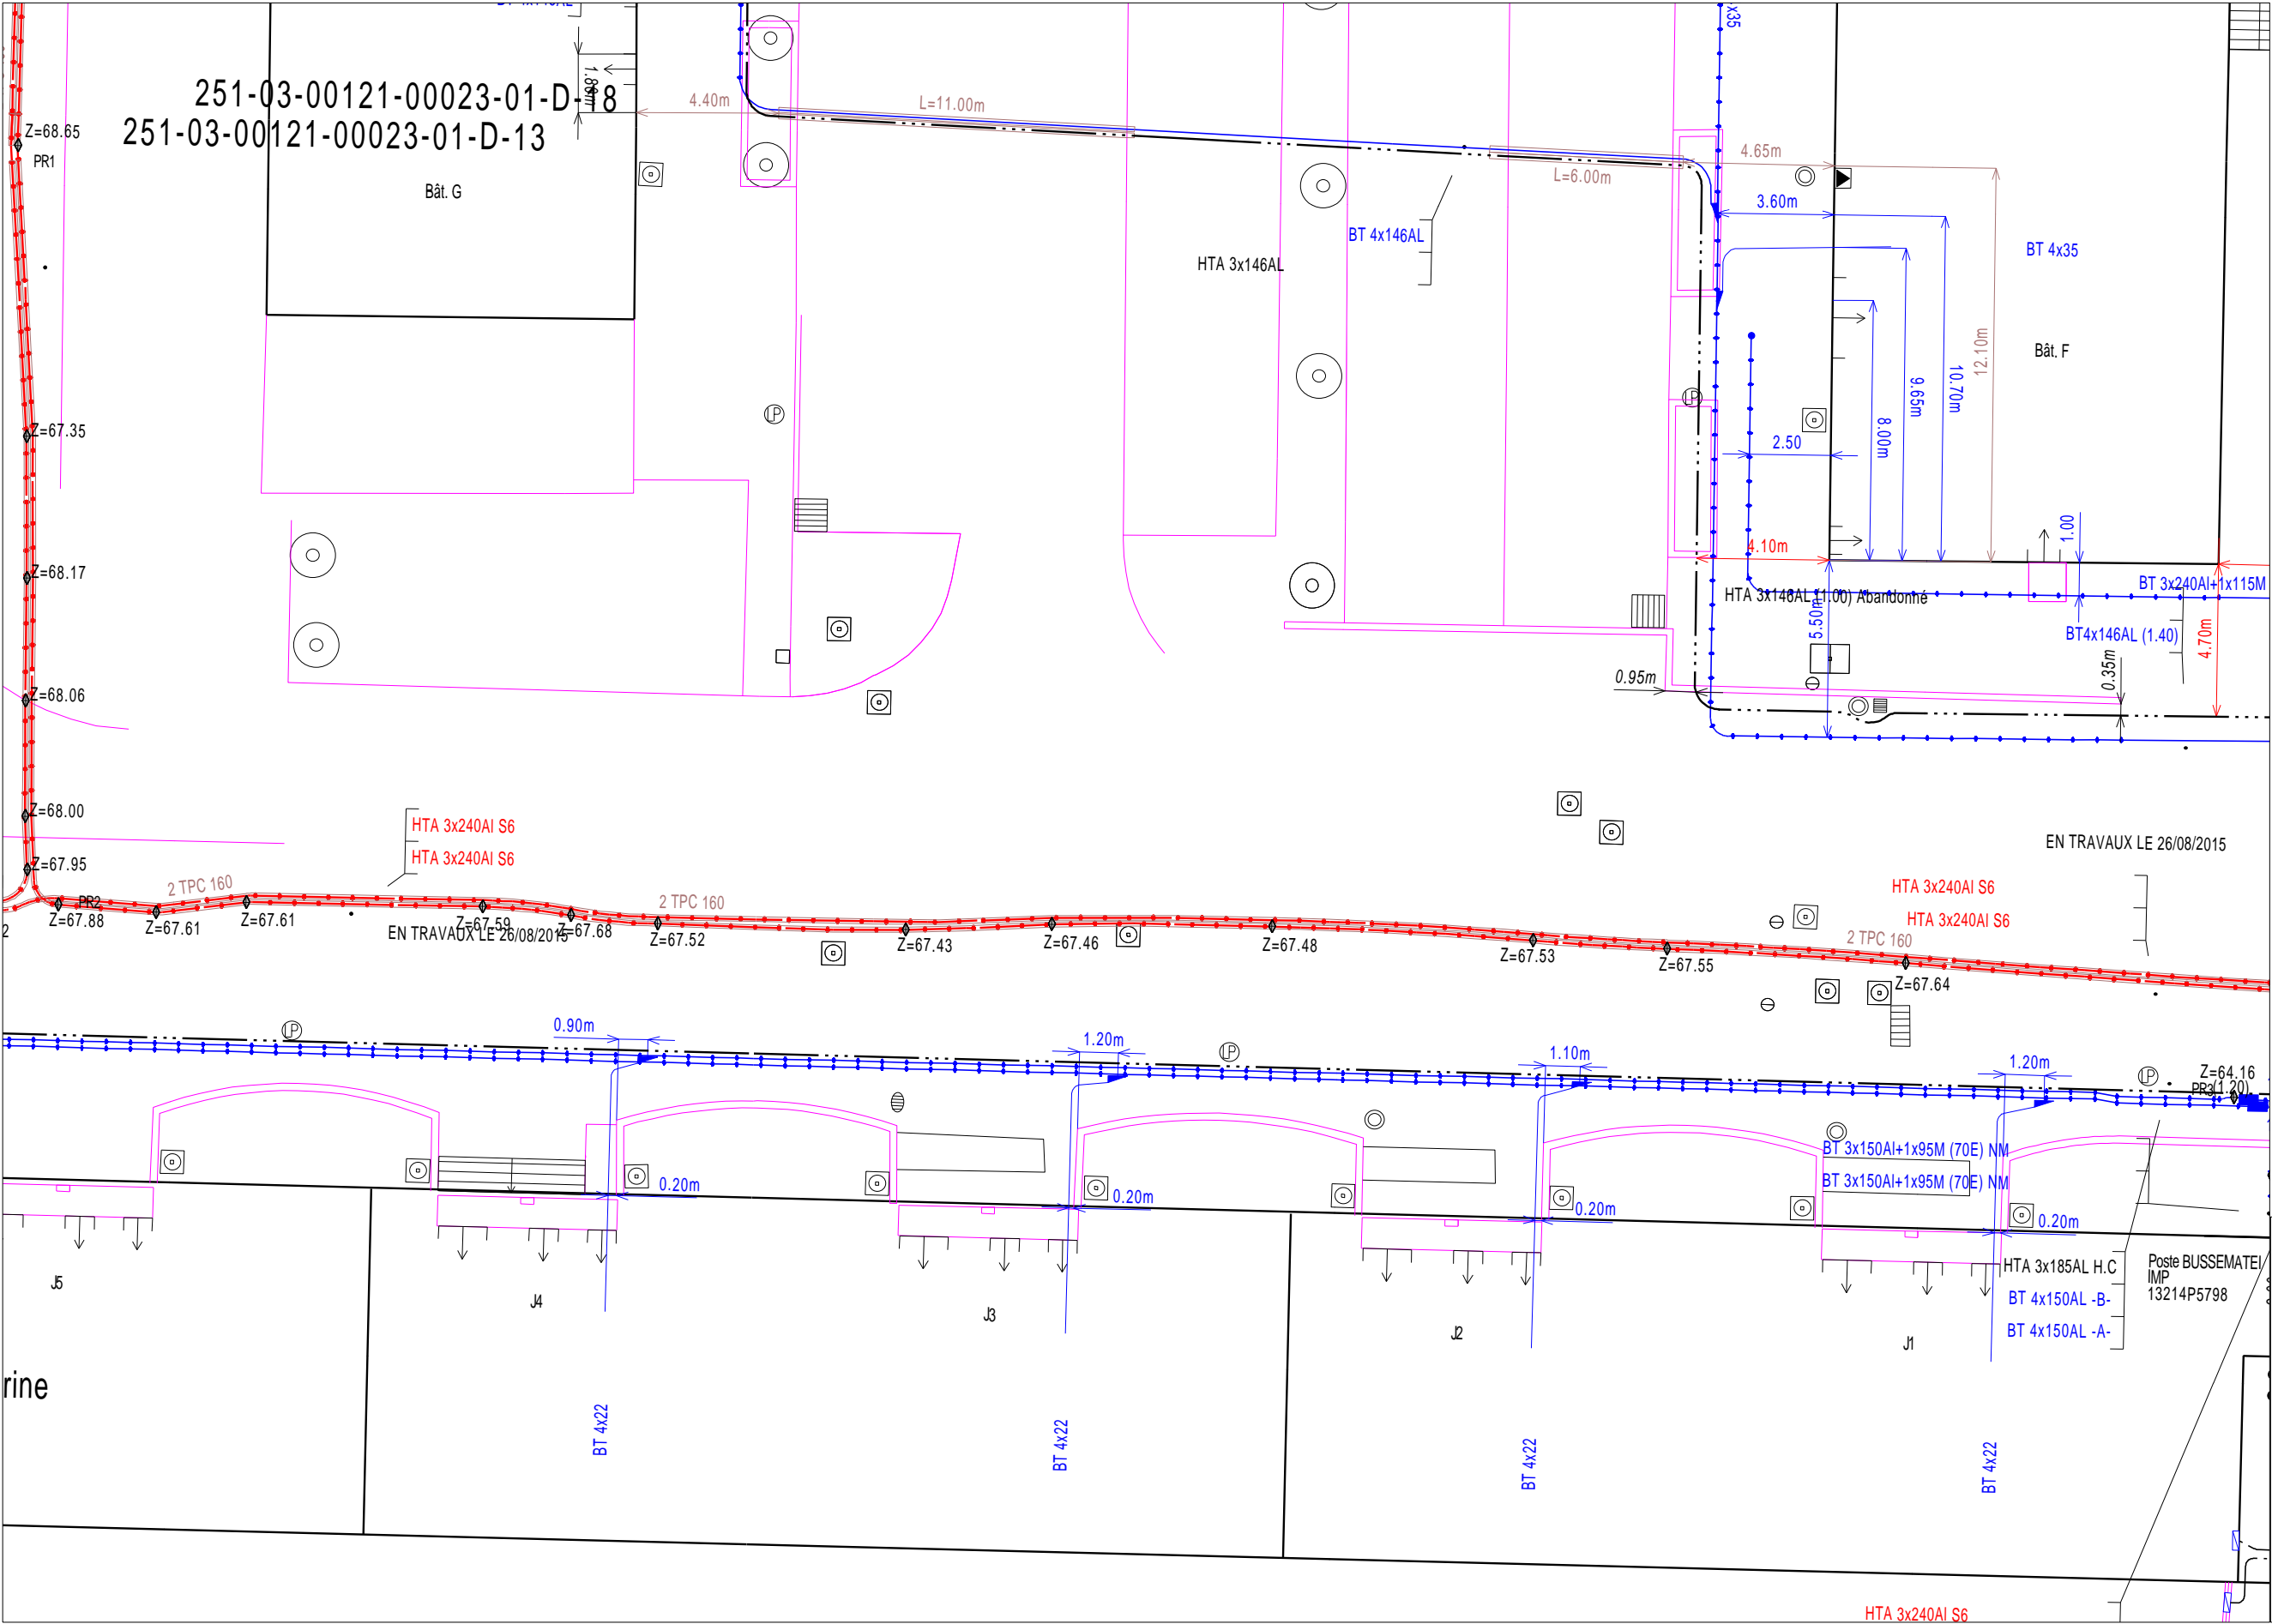 251-03-00121-00023-01-D-18
251-03-00121-00023-01-D-13
4.40m
L=11.00m
L=6.00m
4.65m
3.60m
x35
Z=68.65
PR1
Bât. G
BT 4x146AL
HTA 3x146AL
BT 4x35
Bât. F
12.10m
10.70m
9.65m
8.00m
2.50
Z=67.35
1.00
4.10m
Z=68.17
BT 3x240Al+1x115M
HTA 3x146AL (1.00) Abandonné
5.50m
BT4x146AL (1.40)
4.70m
0.95m
0.35m
Z=68.06
Z=68.00
HTA 3x240Al S6
HTA 3x240Al S6
EN TRAVAUX LE 26/08/2015
Z=67.95
2 TPC 160
PR2
Z=67.88
Z=67.61
Z=67.61
Z=67.59
EN TRAVAUX LE 26/08/2015
Z=67.68
2 TPC 160
Z=67.52
Z=67.43
Z=67.46
Z=67.48
Z=67.53
Z=67.55
HTA 3x240Al S6
HTA 3x240Al S6
2 TPC 160
Z=67.64
2
LP
LP
LP
LP
LP
0.90m
1.20m
1.10m
1.20m
Z=64.16
PR3(1.20)
BT 3x150Al+1x95M (70E) NM
BT 3x150Al+1x95M (70E) NM
0.20m
0.20m
0.20m
0.20m
J5
J4
J3
J2
J1
HTA 3x185AL H.C
BT 4x150AL -B-
BT 4x150AL -A-
Poste BUSSEMATEI
IMP
13214P5798
rine
BT 4x22
BT 4x22
BT 4x22
BT 4x22
HTA 3x240Al S6